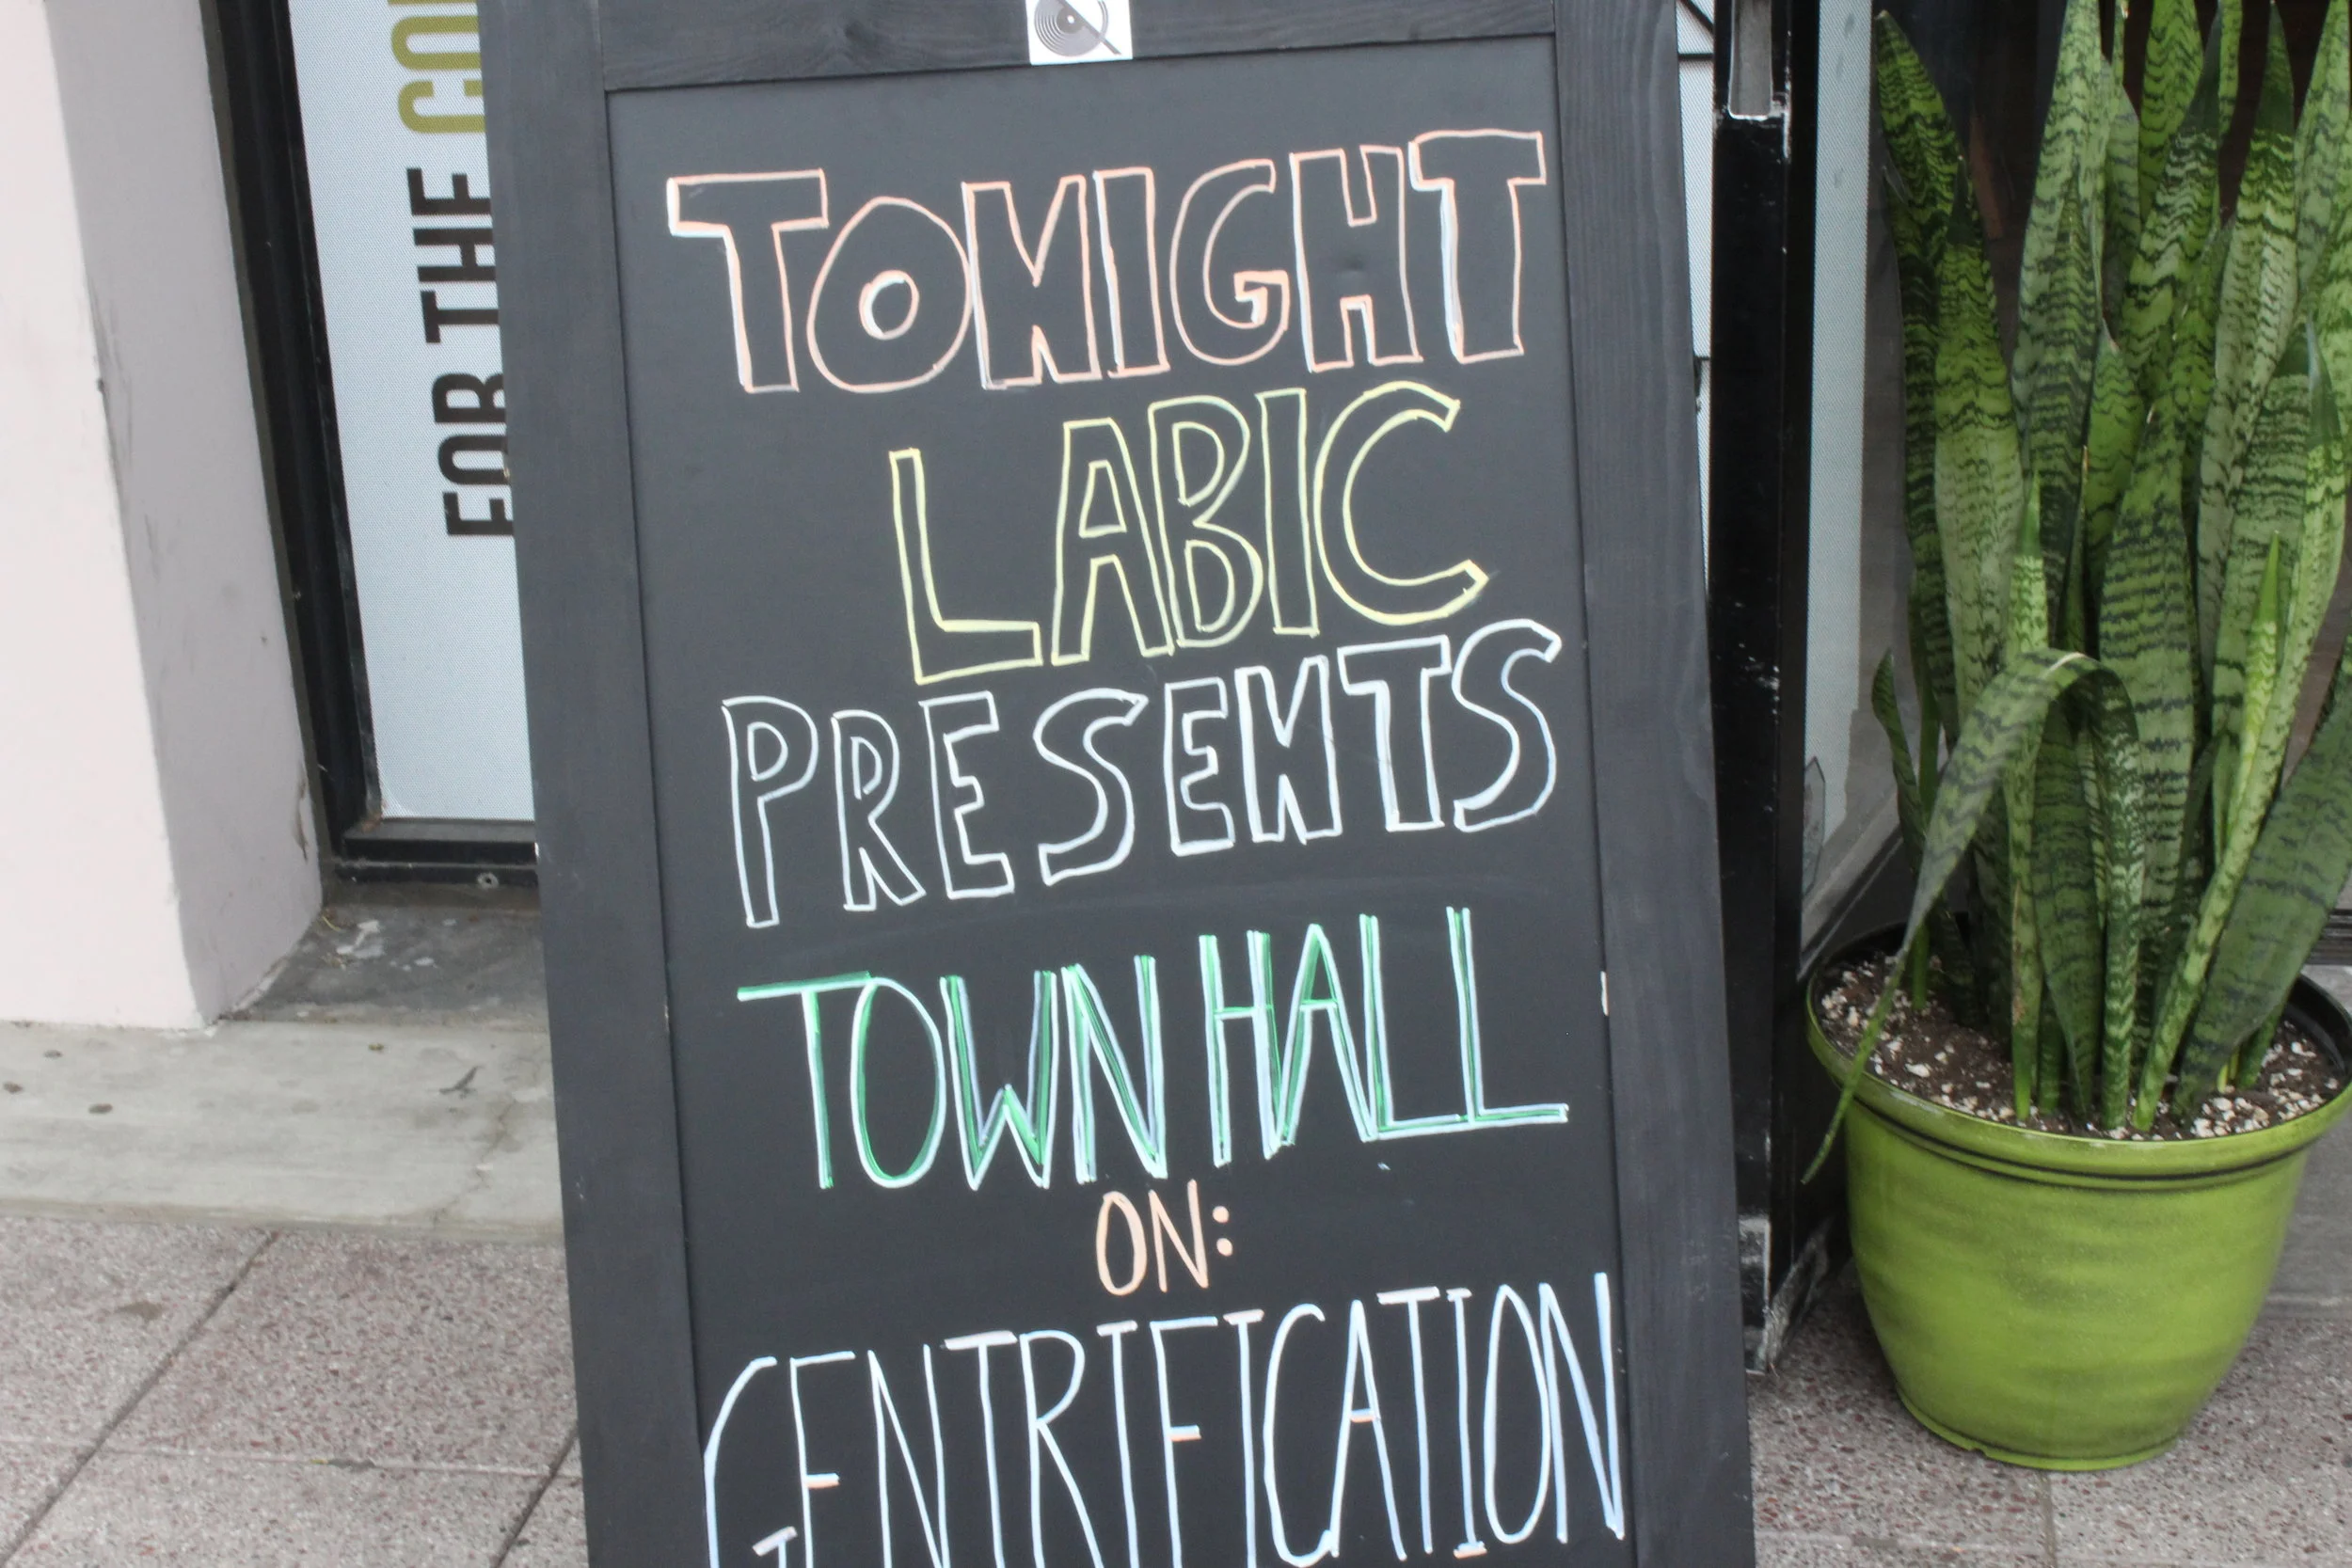 TONIGHT
LABIC
PRESENTS
TOWN HALL
ON:
GENTRIFICATION
FOR THE